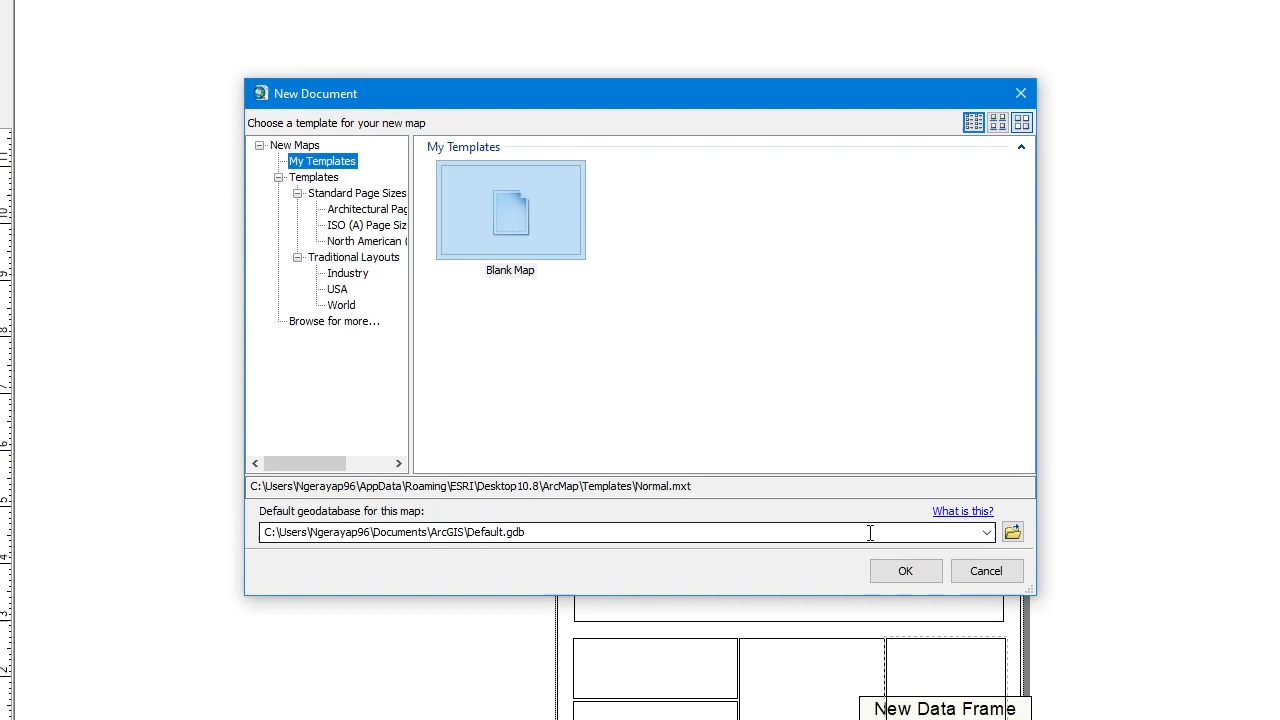 New Document
Choose a template for your new map
New Maps
My Templates
Templates
Standard Page Sizes
Architectural Pag
ISO (A) Page Siz
North American (
Traditional Layouts
Industry
USA
World
Browse for more...
My Templates
Blank Map
C:\Users\Ngerayap96\AppData\Roaming\ESRI\Desktop10.8\ArcMap\Templates\Normal.mxt
Default geodatabase for this map:
What is this?
C:\Users\Ngerayap96\Documents\ArcGIS\Default.gdb
OK
Cancel
New Data Frame